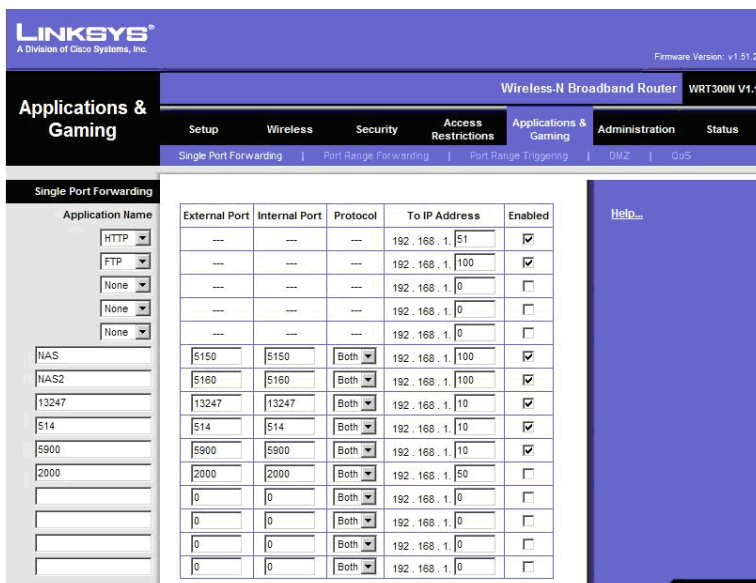 LINKSYS®
A Division of Cisco Systems, Inc.
Firmware Version: v1.51.2
Wireless-N Broadband Router WRT300N V1.
Applications & Gaming
Setup Wireless Security Access Restrictions Applications & Gaming Administration Status
Single Port Forwarding | Port Range Forwarding | Port Range Triggering | DMZ | QoS
Single Port Forwarding
Application Name External Port Internal Port Protocol To IP Address Enabled Help...
HTTP --- --- --- 192 . 168 . 1. 51
FTP --- --- --- 192 . 168 . 1. 100
None --- --- --- 192 . 168 . 1. 0
None --- --- --- 192 . 168 . 1. 0
None --- --- --- 192 . 168 . 1. 0
NAS 5150 5150 Both 192 . 168 . 1. 100
NAS2 5160 5160 Both 192 . 168 . 1. 100
13247 13247 13247 Both 192 . 168 . 1. 10
514 514 514 Both 192 . 168 . 1. 10
5900 5900 5900 Both 192 . 168 . 1. 10
2000 2000 2000 Both 192 . 168 . 1. 50
0 0 Both 192 . 168 . 1. 0
0 0 Both 192 . 168 . 1. 0
0 0 Both 192 . 168 . 1. 0
0 0 Both 192 . 168 . 1. 0